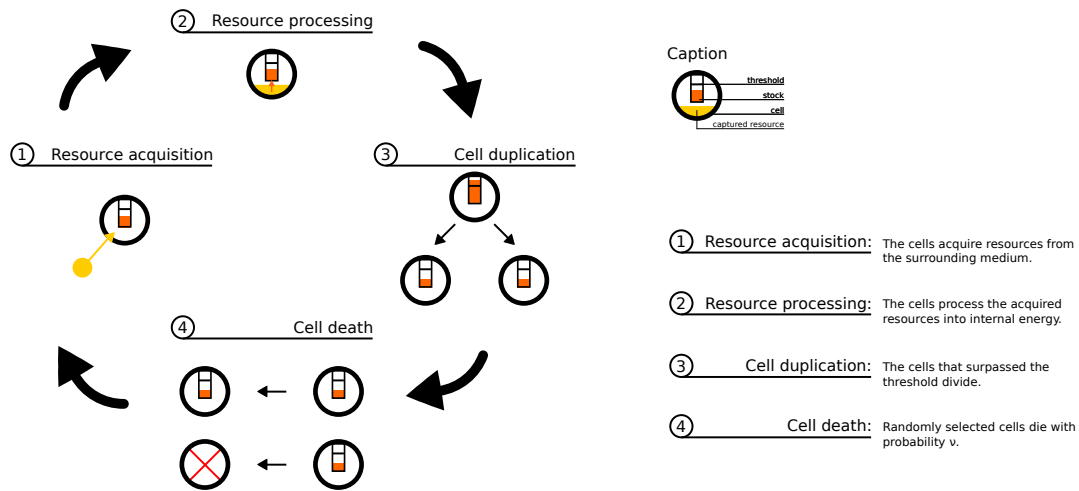 2 Resource processing
Caption
threshold
stock
cell
captured resource
1 Resource acquisition
3 Cell duplication
4 Cell death
1 Resource acquisition: The cells acquire resources from
the surrounding medium.
2 Resource processing: The cells process the acquired
resources into internal energy.
3 Cell duplication: The cells that surpassed the
threshold divide.
4 Cell death: Randomly selected cells die with
probability ν.